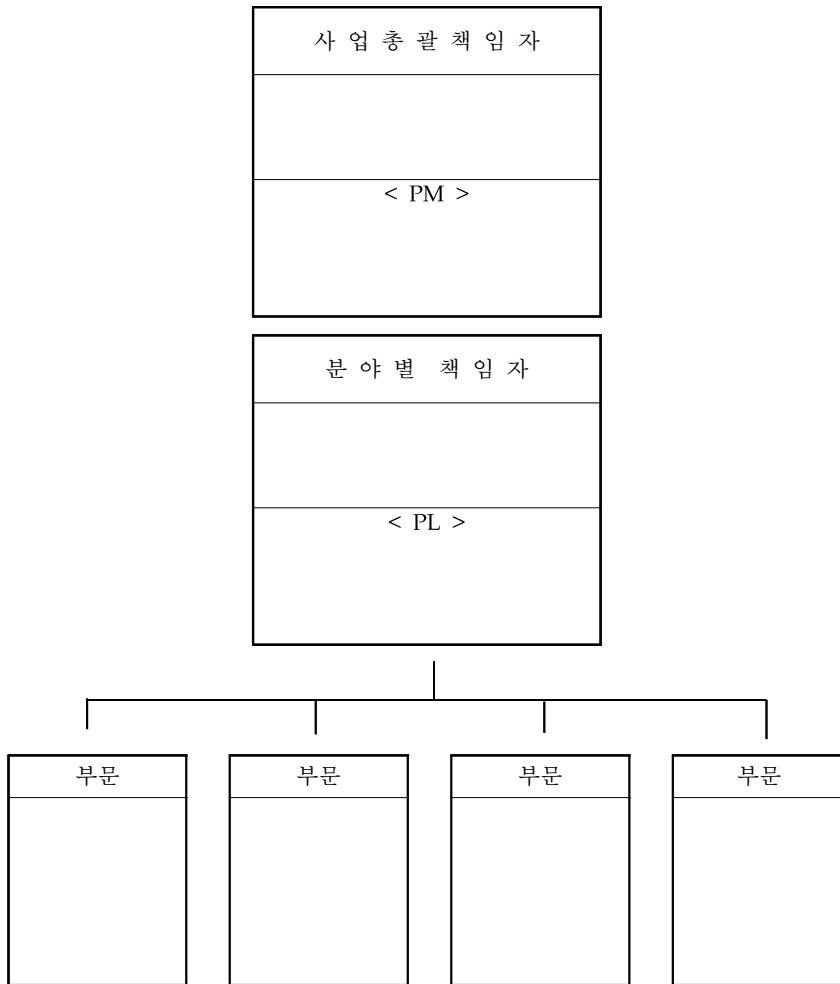 사 업 총 괄 책 임 자
< PM >
분 야 별 책 임 자
< PL >
부문 부문 부문 부문